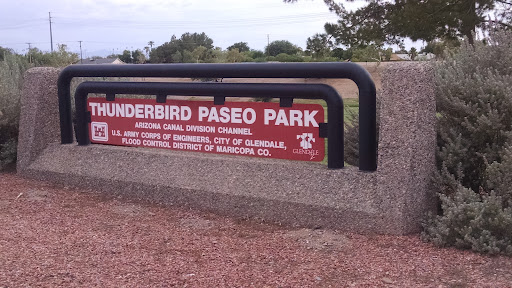 THUNDERBIRD PASEO PARK
ARIZONA CANAL DIVISION CHANNEL
U.S. ARMY CORPS OF ENGINEERS, CITY OF GLENDALE,
FLOOD CONTROL DISTRICT OF MARICOPA CO.
GLENDALE